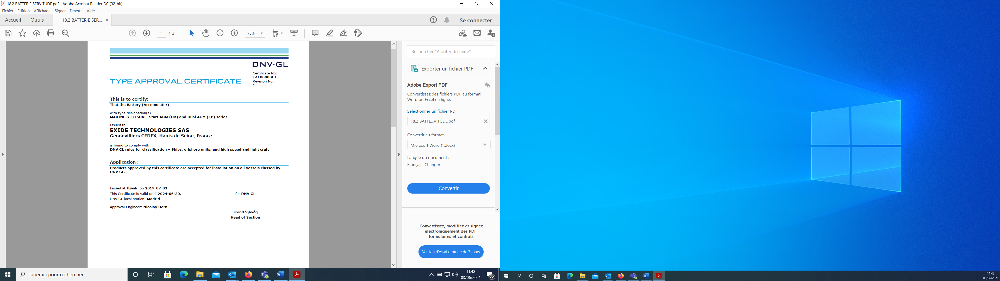 18.2 BATTERIE SERVITUDE.pdf - Adobe Acrobat Reader DC (32-bit)
Fichier Edition Affichage Signer Fenêtre Aide
Accueil Outils 18.2 BATTERIE SER... × Se connecter
1 / 2 75%
DNV·GL
Certificate No:
TAE00000EJ
Revision No:
1
TYPE APPROVAL CERTIFICATE
This is to certify:
That the Battery (Accumulator)
with type designation(s)
MARINE & LEISURE, Start AGM (EM) and Dual AGM (EP) series
Issued to
EXIDE TECHNOLOGIES SAS
Gennevilliers CEDEX, Hauts de Seine, France
is found to comply with
DNV GL rules for classification – Ships, offshore units, and high speed and light craft
Application :
Products approved by this certificate are accepted for installation on all vessels classed by
DNV GL.
Issued at Høvik on 2019-07-02
This Certificate is valid until 2024-06-30.
for DNV GL
DNV GL local station: Madrid
Approval Engineer: Nicolay Horn
Trond Sjåvåg
Head of Section
Rechercher "Ajouter du texte"
Exporter un fichier PDF
Adobe Export PDF
Convertissez des fichiers PDF au format
Word ou Excel en ligne.
Sélectionner un fichier PDF
18.2 BATTE...VITUDE.pdf
Convertir au format
Microsoft Word (*.docx)
Langue du document :
Français Changer
Convertir
Convertissez, modifiez et signez
électroniquement des PDF
formulaires et contrats
Version d'essai gratuite de 7 jours
Taper ici pour rechercher
11:48
03/06/2021
22
11:48
03/06/2021